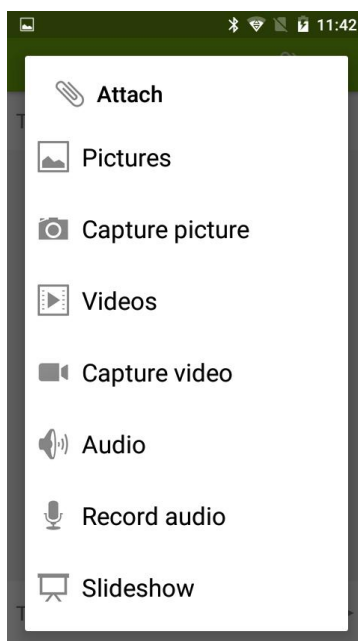 11:42
Attach
Pictures
Capture picture
Videos
Capture video
Audio
Record audio
Slideshow